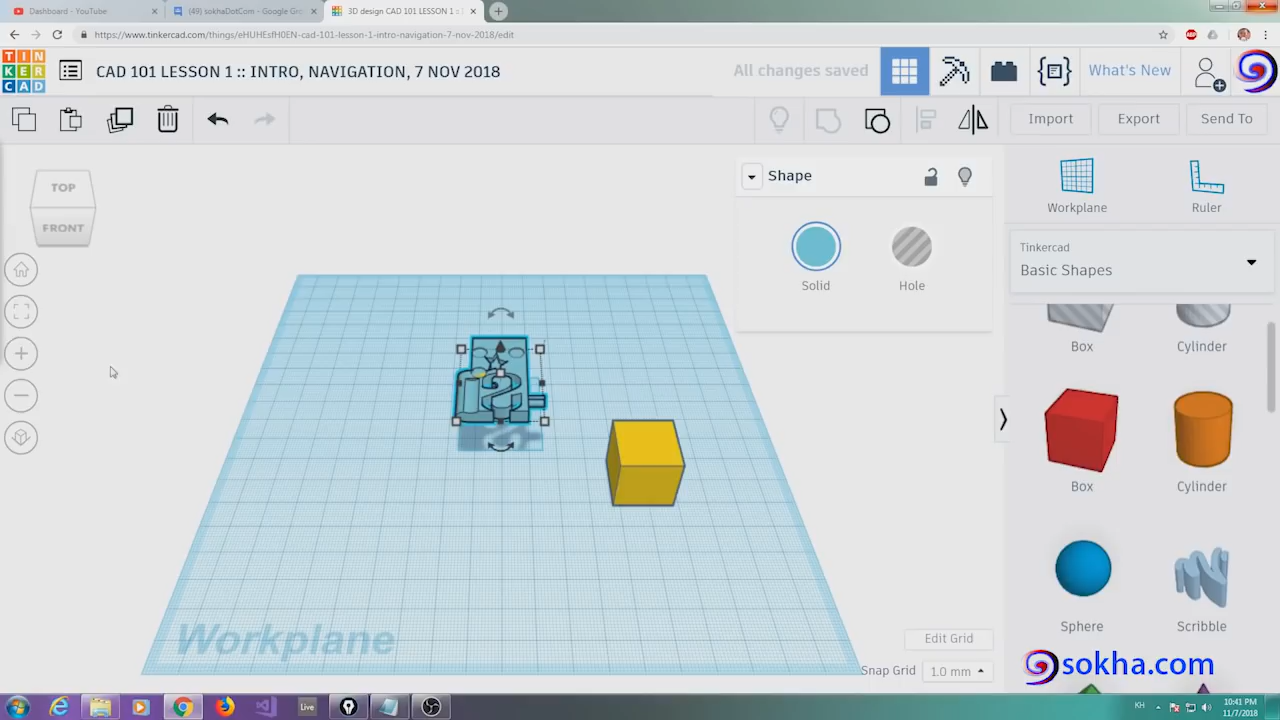 Dashboard - YouTube
(49) sokhaDotCom - Google Gro
3D design CAD 101 LESSON 1 ::
https://www.tinkercad.com/things/eHUHEsfH0EN-cad-101-lesson-1-intro-navigation-7-nov-2018/edit
TIN
KER
CAD
CAD 101 LESSON 1 :: INTRO, NAVIGATION, 7 NOV 2018
All changes saved
What's New
Import
Export
Send To
TOP
FRONT
Shape
Solid
Hole
Workplane
Ruler
Tinkercad
Basic Shapes
Box
Cylinder
Box
Cylinder
Sphere
Scribble
Workplane
Edit Grid
Snap Grid
1.0 mm
sokha.com
Live
KH
10:41 PM
11/7/2018